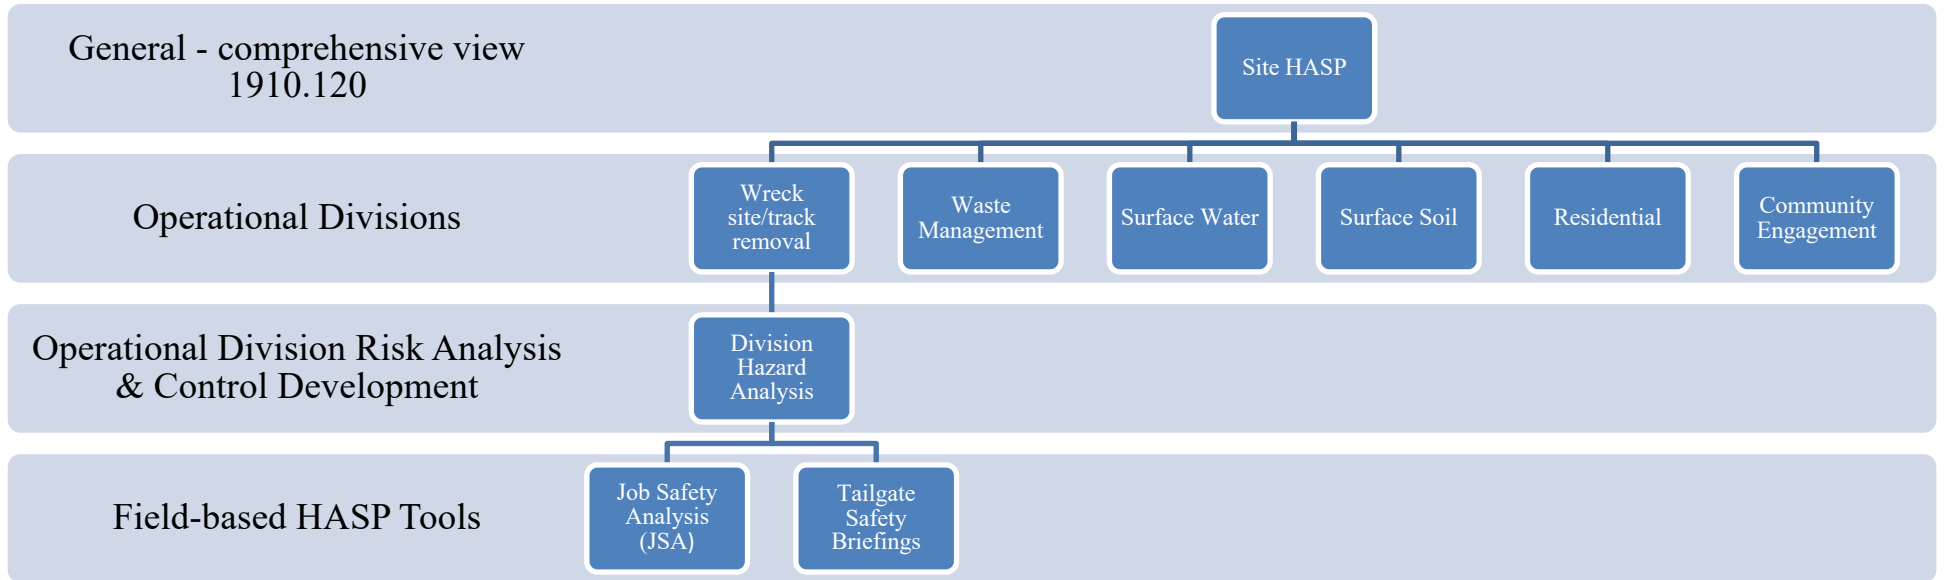 General - comprehensive view
1910.120
Site HASP
Operational Divisions
Wreck
site/track
removal
Waste
Management
Surface Water
Surface Soil
Residential
Community
Engagement
Operational Division Risk Analysis
& Control Development
Division
Hazard
Analysis
Field-based HASP Tools
Job Safety
Analysis
(JSA)
Tailgate
Safety
Briefings